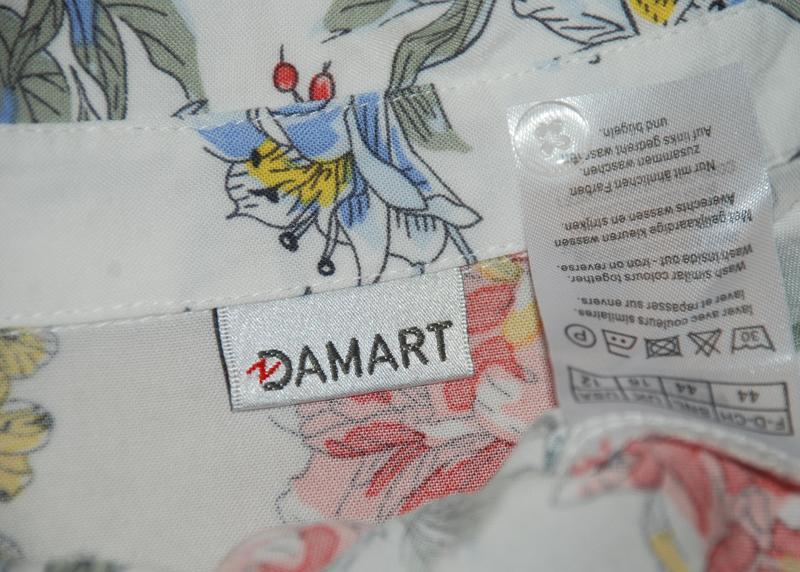 DAMART
F-D-CH BNL UK USA
44 44 16 12
30 P
laver avec couleurs similaires.
laver et repasser sur envers.
Wash similar colours together.
Wash inside out - Iron on reverse.
Met gelijkaardige kleuren wassen
Averechts wassen en strijken.
Nur mit ähnlichen Farben
zusammen waschen.
Auf links gedreht waschen
und bügeln.